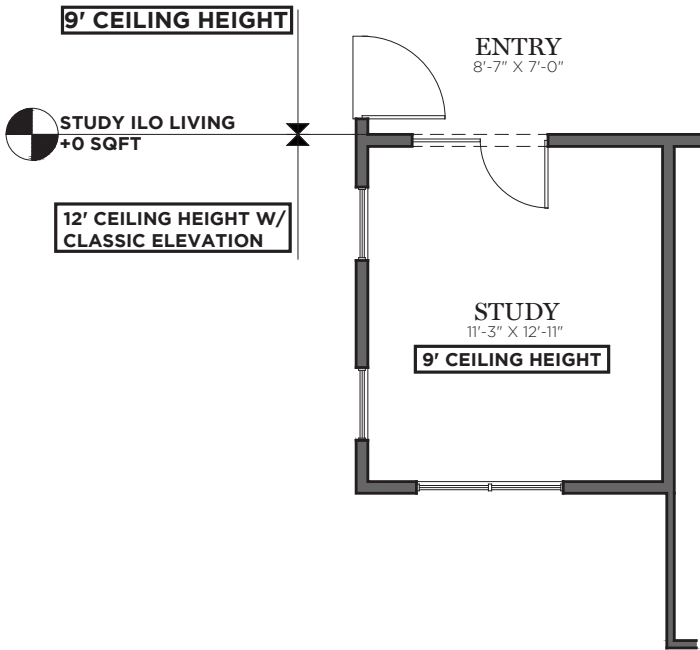 9' CEILING HEIGHT
ENTRY
8'-7" X 7'-0"
STUDY ILO LIVING
+0 SQFT
12' CEILING HEIGHT W/
CLASSIC ELEVATION
STUDY
11'-3" X 12'-11"
9' CEILING HEIGHT